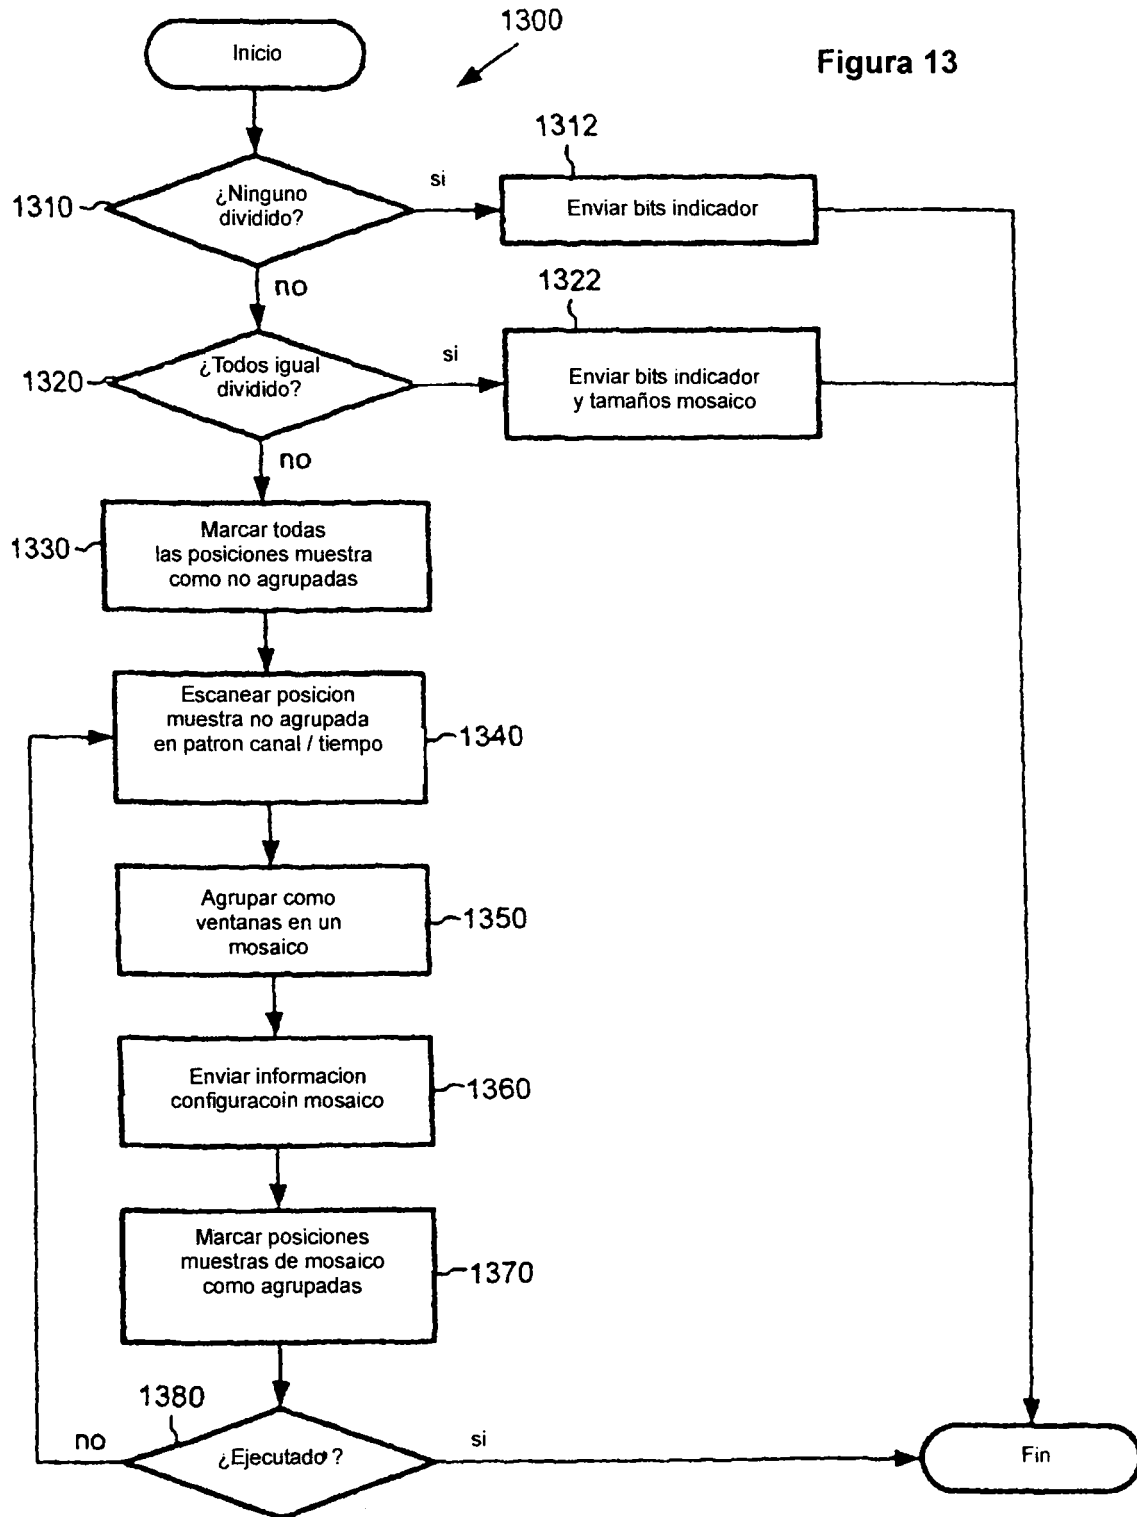 1300
Figura 13
Inicio
1310
¿Ninguno
dividido?
si
1312
Enviar bits indicador
no
1320
¿Todos igual
dividido?
si
1322
Enviar bits indicador
y tamaños mosaico
no
1330
Marcar todas
las posiciones muestra
como no agrupadas
Escanear posicion
muestra no agrupada
en patron canal / tiempo
1340
Agrupar como
ventanas en un
mosaico
1350
Enviar informacion
configuracoin mosaico
1360
Marcar posiciones
muestras de mosaico
como agrupadas
1370
1380
no
¿Ejecutado?
si
Fin